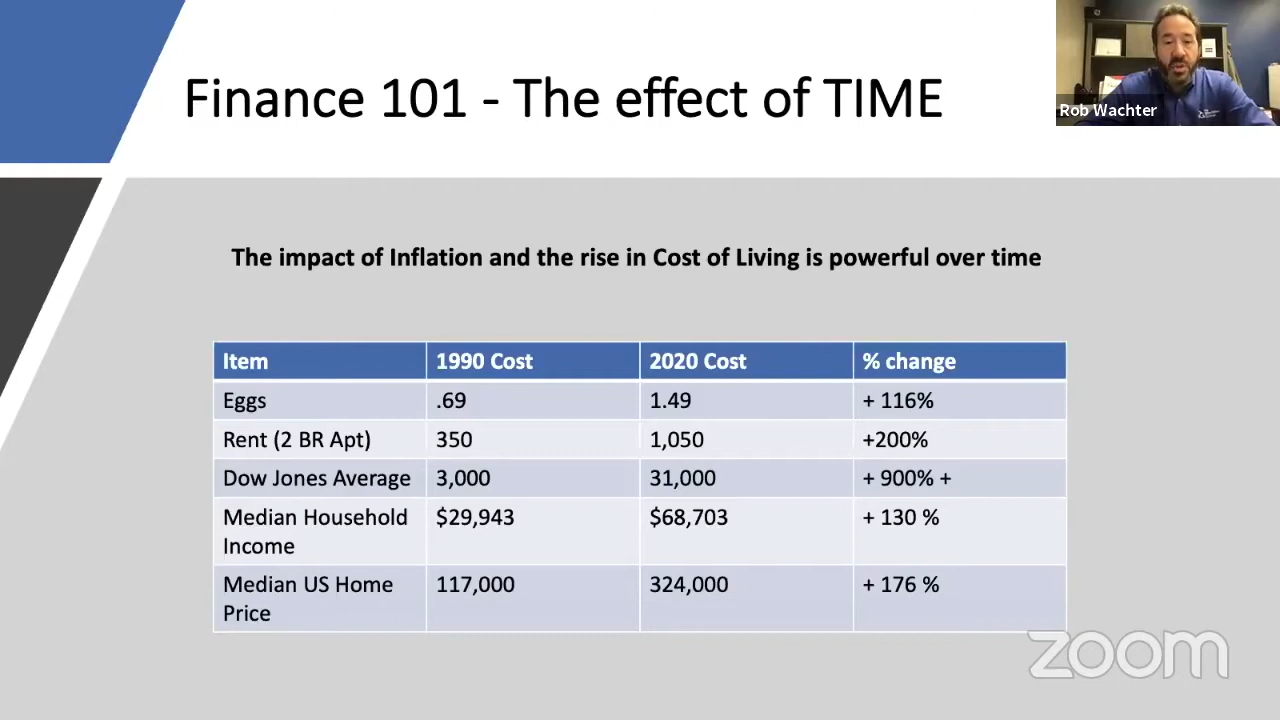 Finance 101 - The effect of TIME
Rob Wachter
The impact of Inflation and the rise in Cost of Living is powerful over time
Item 1990 Cost 2020 Cost % change
Eggs .69 1.49 + 116%
Rent (2 BR Apt) 350 1,050 +200%
Dow Jones Average 3,000 31,000 + 900% +
Median Household $29,943 $68,703 + 130 %
Income
Median US Home 117,000 324,000 + 176 %
Price
zoom